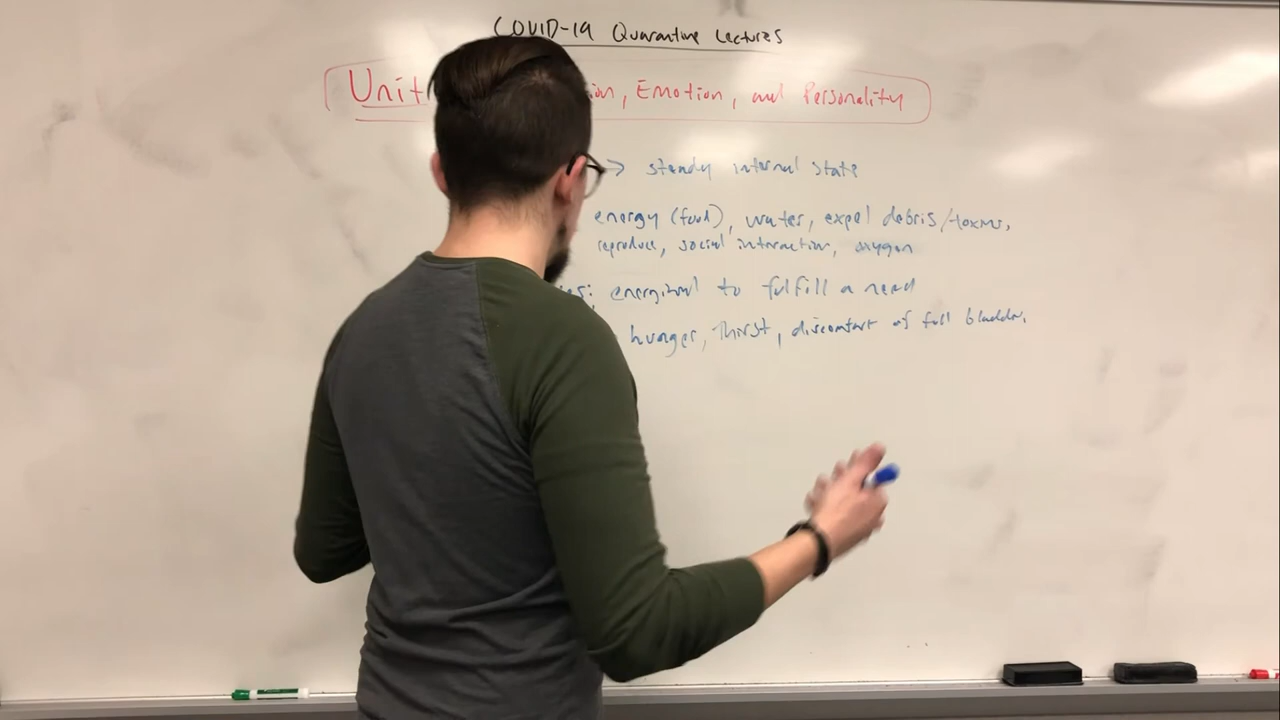 COVID-19 Quarantine Lectures
Unit ion, Emotion, and Personality
→ steady internal state
energy (food), water, expel debris/toxins,
reproduce, social interaction, oxygen
es: energized to fulfill a need
hunger, thirst, discomfort of full bladder,